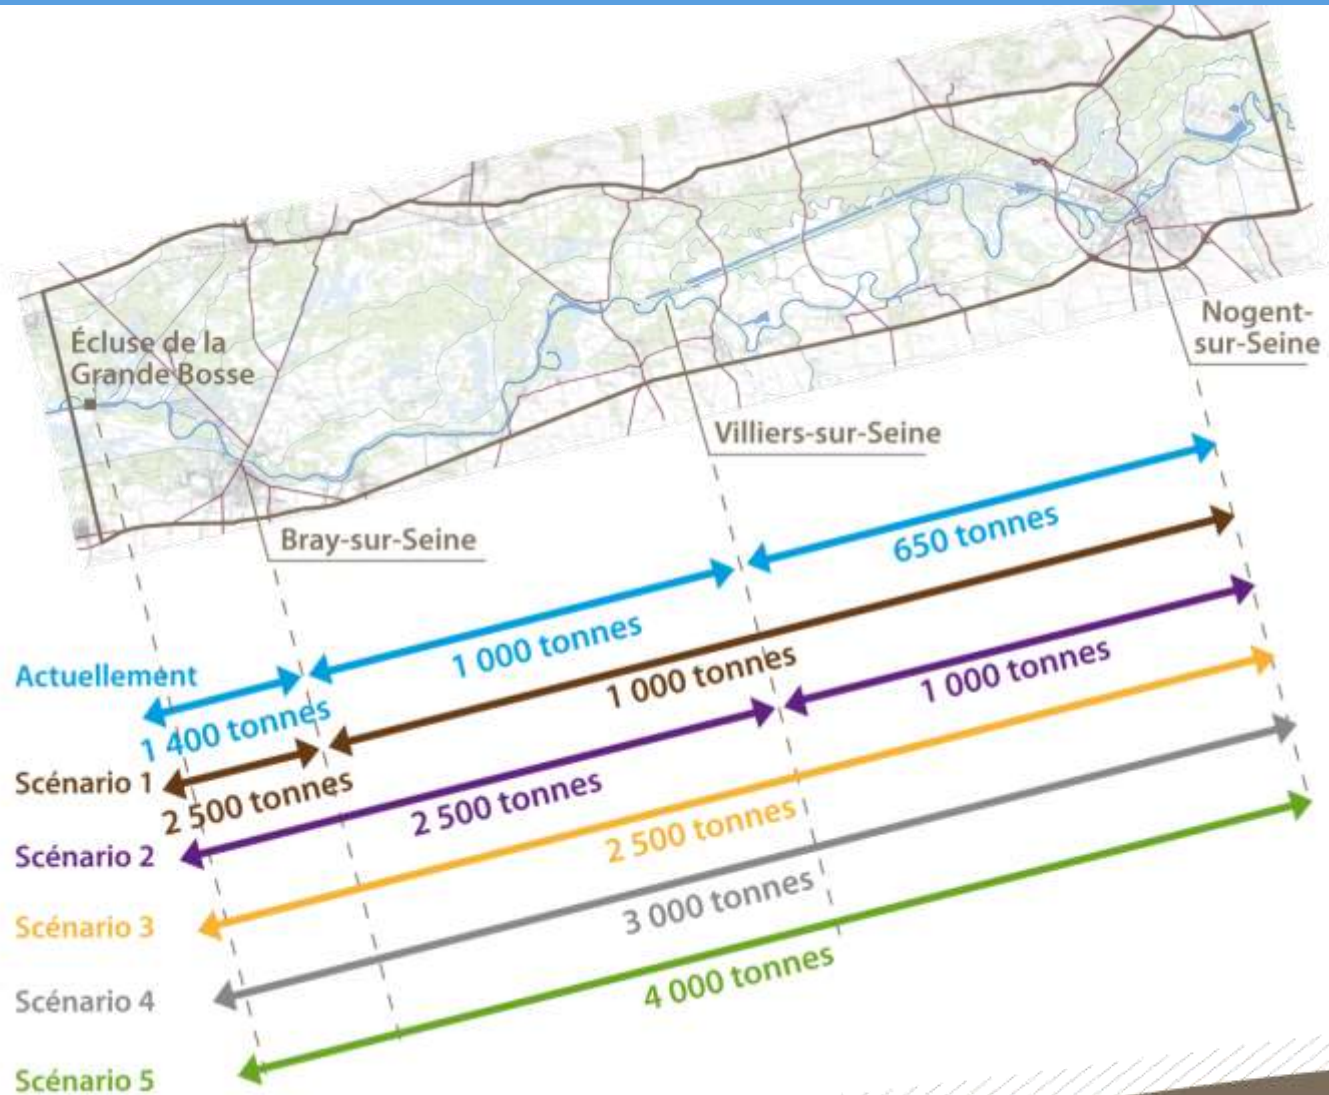 Écluse de la
Grande Bosse
Nogent-
sur-Seine
Villiers-sur-Seine
Bray-sur-Seine
650 tonnes
1 000 tonnes
Actuellement
1 400 tonnes
1 000 tonnes
1 000 tonnes
Scénario 1
2 500 tonnes
2 500 tonnes
Scénario 2
2 500 tonnes
Scénario 3
3 000 tonnes
Scénario 4
4 000 tonnes
Scénario 5